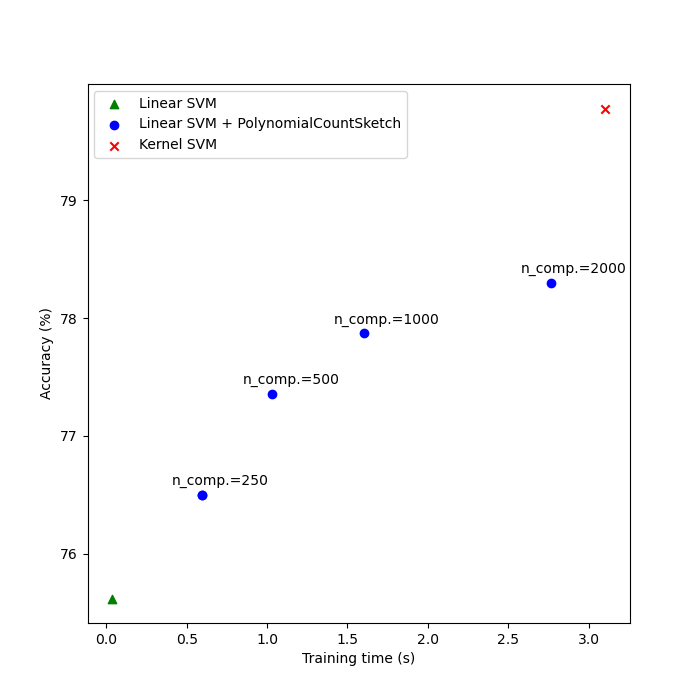 Linear SVM
Linear SVM + PolynomialCountSketch
Kernel SVM
79
n_comp.=2000
78
n_comp.=1000
n_comp.=500
77
n_comp.=250
76
Accuracy (%)
0.0 0.5 1.0 1.5 2.0 2.5 3.0
Training time (s)